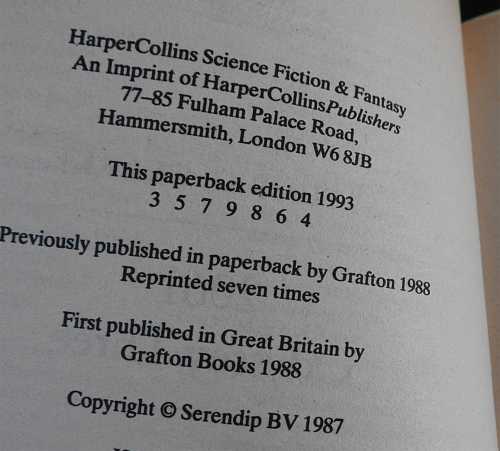 HarperCollins Science Fiction & Fantasy
An Imprint of HarperCollinsPublishers
77–85 Fulham Palace Road,
Hammersmith, London W6 8JB
This paperback edition 1993
3 5 7 9 8 6 4
Previously published in paperback by Grafton 1988
Reprinted seven times
First published in Great Britain by
Grafton Books 1988
Copyright © Serendip BV 1987